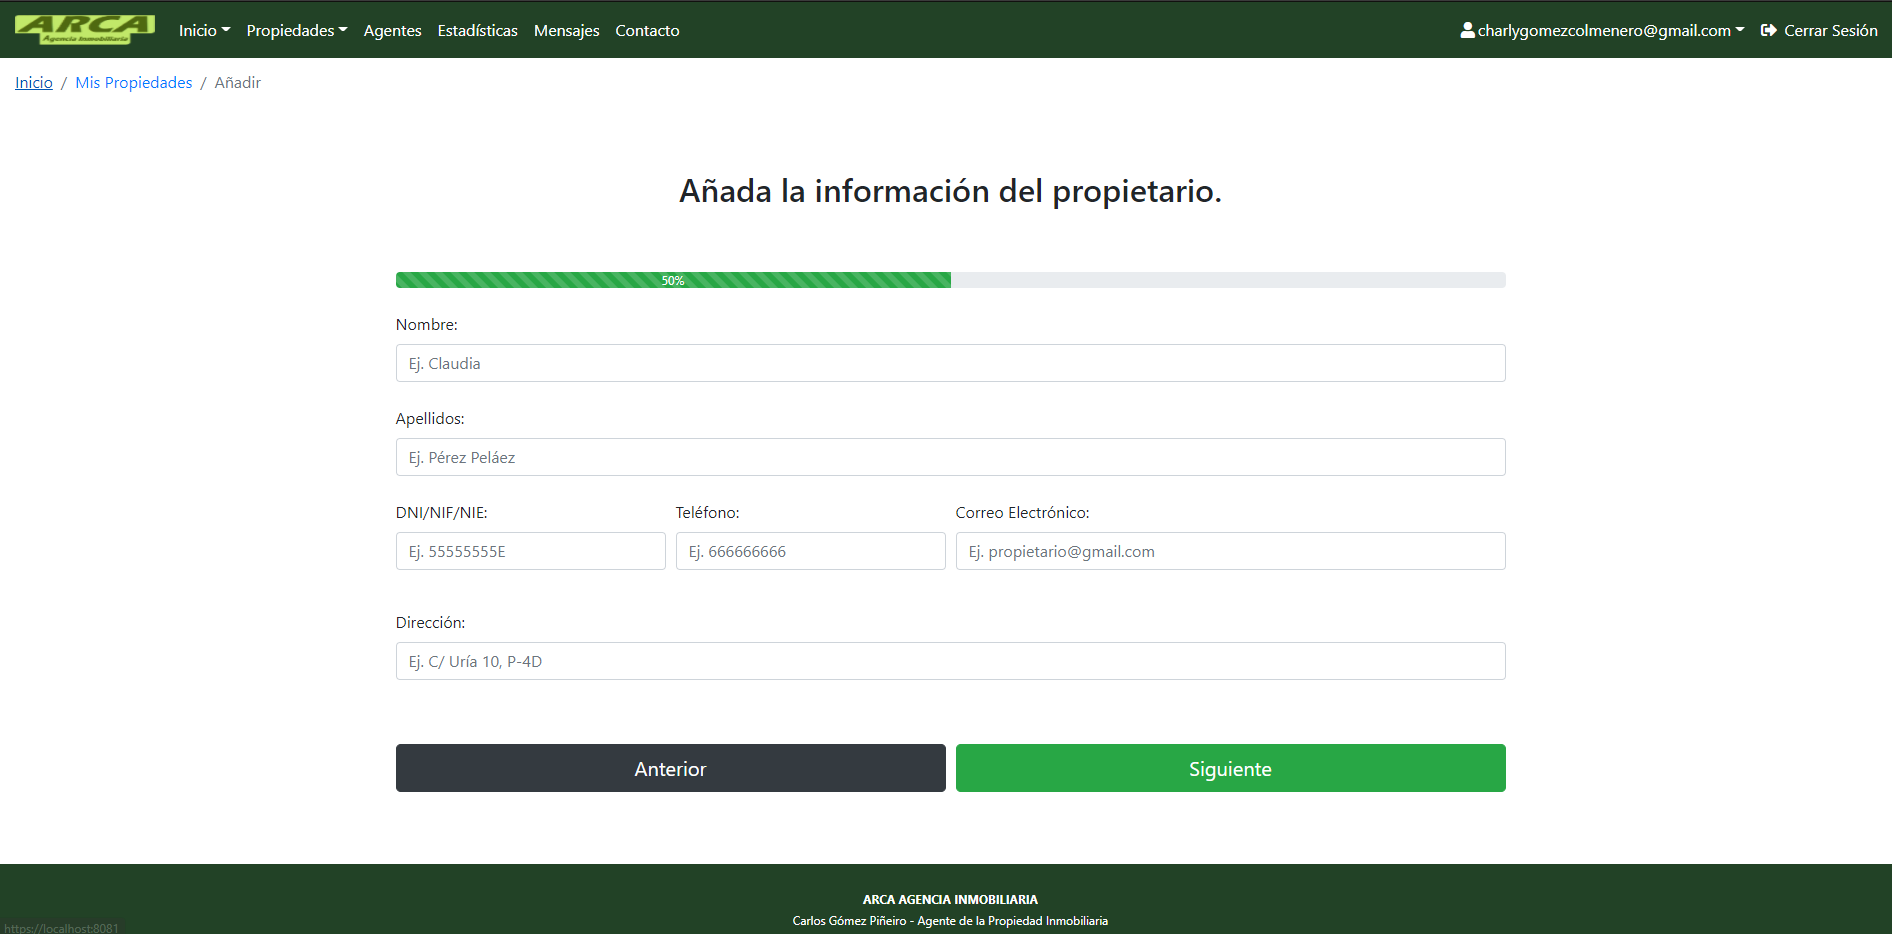 ARCA
Agencia Inmobiliaria
Inicio Propiedades Agentes Estadísticas Mensajes Contacto charlygomezcolmenero@gmail.com Cerrar Sesión
Inicio / Mis Propiedades / Añadir
Añada la información del propietario.
50%
Nombre:
Ej. Claudia
Apellidos:
Ej. Pérez Peláez
DNI/NIF/NIE: Teléfono: Correo Electrónico:
Ej. 55555555E Ej. 666666666 Ej. propietario@gmail.com
Dirección:
Ej. C/ Uría 10, P-4D
Anterior Siguiente
ARCA AGENCIA INMOBILIARIA
Carlos Gómez Piñeiro - Agente de la Propiedad Inmobiliaria
https://localhost:8081